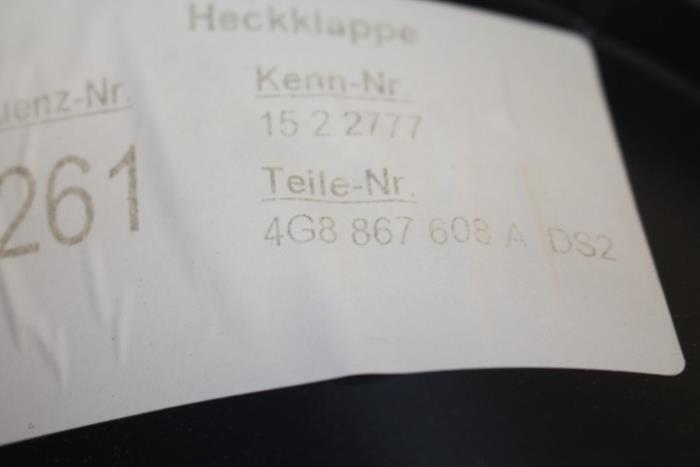 Heckklappe
Kenn-Nr.
15 2 2777
uenz-Nr.
261
Teile-Nr.
4G8 867 608 A DS2